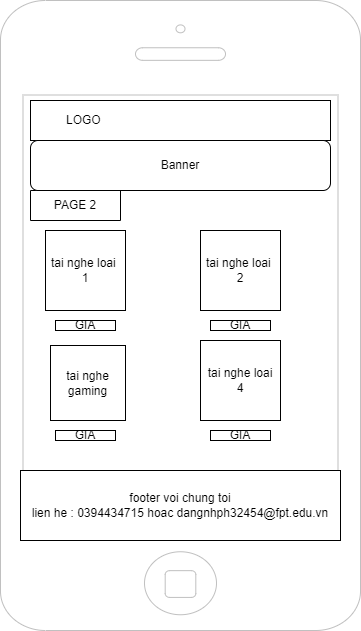 LOGO
Banner
PAGE 2
tai nghe loai
1
tai nghe loai
2
GIA
GIA
tai nghe
gaming
tai nghe loai
4
GIA
GIA
footer voi chung toi
lien he : 0394434715 hoac dangnhph32454@fpt.edu.vn